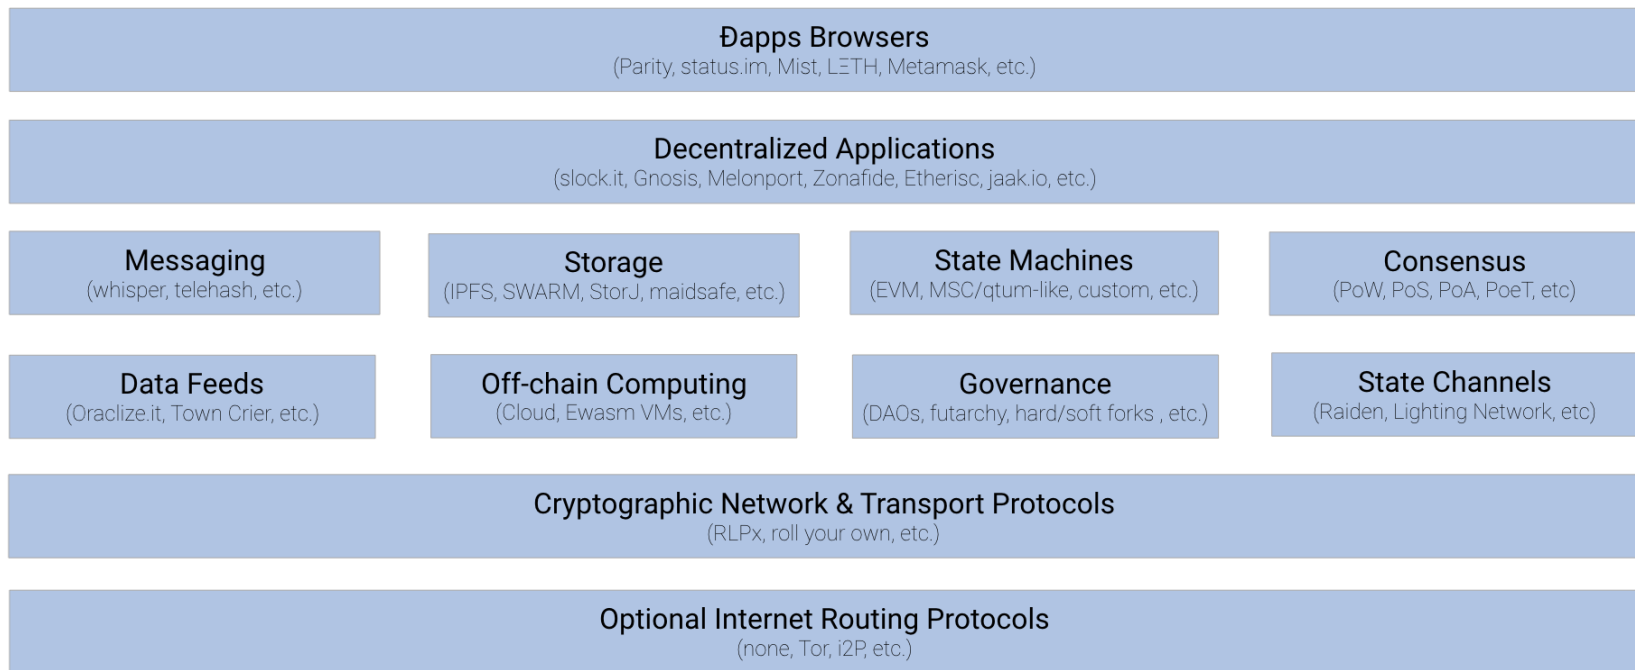 Ðapps Browsers
(Parity, status.im, Mist, LΞTH, Metamask, etc.)
Decentralized Applications
(slock.it, Gnosis, Melonport, Zonafide, Etherisc, jaak.io, etc.)
Messaging
(whisper, telehash, etc.)
Storage
(IPFS, SWARM, StorJ, maidsafe, etc.)
State Machines
(EVM, MSC/qtum-like, custom, etc.)
Consensus
(PoW, PoS, PoA, PoeT, etc)
Data Feeds
(Oraclize.it, Town Crier, etc.)
Off-chain Computing
(Cloud, Ewasm VMs, etc.)
Governance
(DAOs, futarchy, hard/soft forks , etc.)
State Channels
(Raiden, Lighting Network, etc)
Cryptographic Network & Transport Protocols
(RLPx, roll your own, etc.)
Optional Internet Routing Protocols
(none, Tor, i2P, etc.)